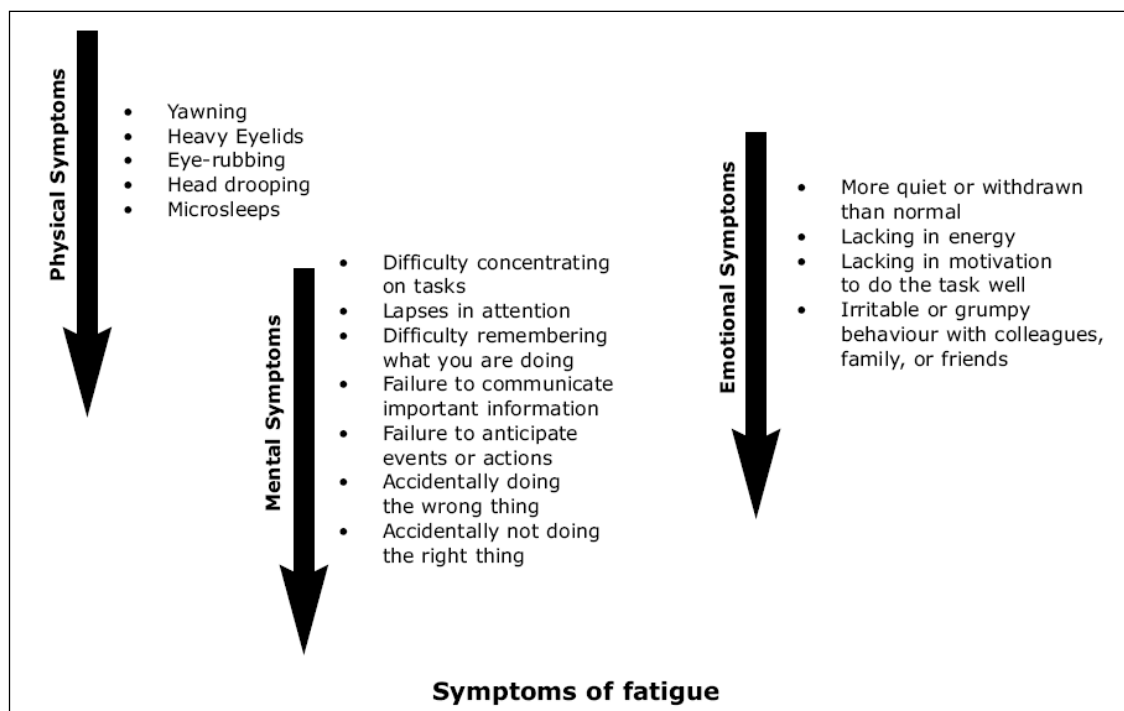 Physical Symptoms
• Yawning
• Heavy Eyelids
• Eye-rubbing
• Head drooping
• Microsleeps
Mental Symptoms
• Difficulty concentrating
on tasks
• Lapses in attention
• Difficulty remembering
what you are doing
• Failure to communicate
important information
• Failure to anticipate
events or actions
• Accidentally doing
the wrong thing
• Accidentally not doing
the right thing
Emotional Symptoms
• More quiet or withdrawn
than normal
• Lacking in energy
• Lacking in motivation
to do the task well
• Irritable or grumpy
behaviour with colleagues,
family, or friends
Symptoms of fatigue